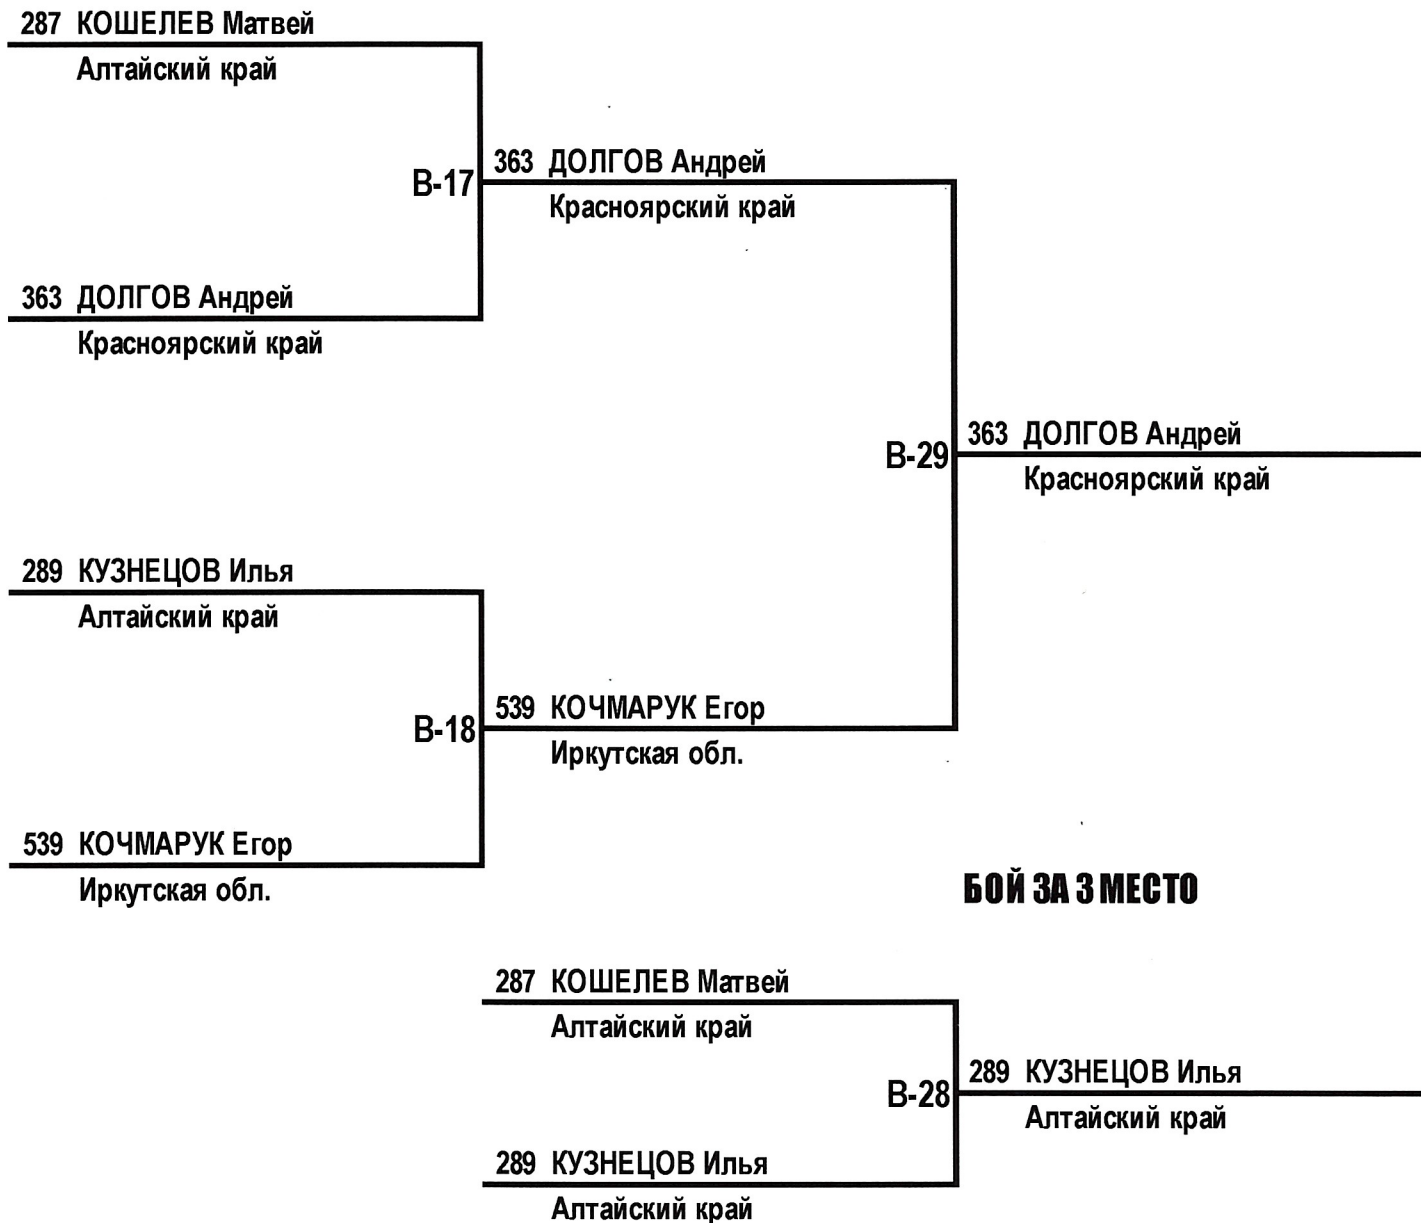 287 КОШЕЛЕВ Матвей
Алтайский край
363 ДОЛГОВ Андрей
В-17
Красноярский край
363 ДОЛГОВ Андрей
Красноярский край
363 ДОЛГОВ Андрей
В-29
Красноярский край
289 КУЗНЕЦОВ Илья
Алтайский край
539 КОЧМАРУК Егор
В-18
Иркутская обл.
539 КОЧМАРУК Егор
Иркутская обл.
БОЙ ЗА 3 МЕСТО
287 КОШЕЛЕВ Матвей
Алтайский край
289 КУЗНЕЦОВ Илья
В-28
Алтайский край
289 КУЗНЕЦОВ Илья
Алтайский край